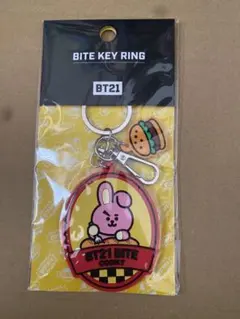 BITE KEY RING
BT21
BT21 BITE
COOKY